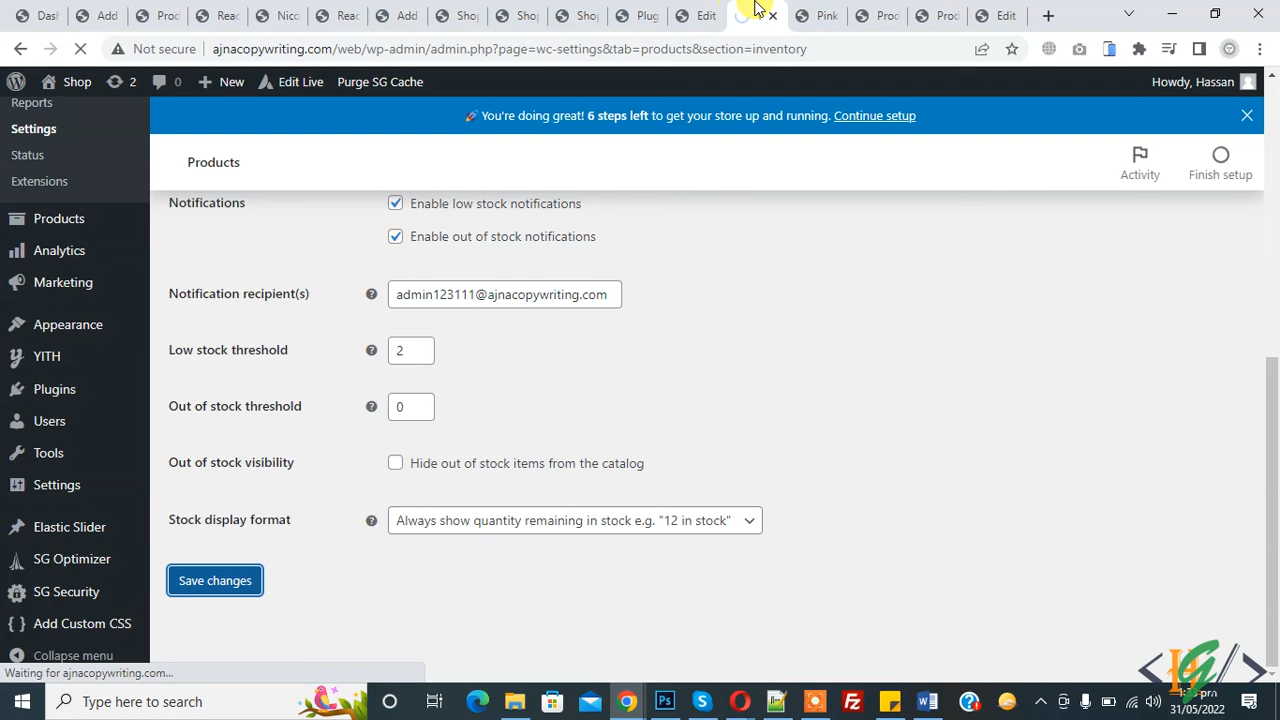 Dasl
Add
Prod
Reac
Nico
Reac
Add
Shop
Shop
Shop
Plug
Edit
Pink
Prod
Prod
Edit
Not secure
ajnacopywriting.com/web/wp-admin/admin.php?page=wc-settings&tab=products&section=inventory
Shop
2
0
New
Edit Live
Purge SG Cache
Howdy, Hassan
Reports
Settings
Status
Extensions
Products
Analytics
Marketing
Appearance
YITH
Plugins
Users
Tools
Settings
Elastic Slider
SG Optimizer
SG Security
Add Custom CSS
Collapse menu
🚀 You're doing great! 6 steps left to get your store up and running. Continue setup
Products
Activity
Finish setup
Notifications
Enable low stock notifications
Enable out of stock notifications
Notification recipient(s)
admin123111@ajnacopywriting.com
Low stock threshold
2
Out of stock threshold
0
Out of stock visibility
Hide out of stock items from the catalog
Stock display format
Always show quantity remaining in stock e.g. "12 in stock"
Save changes
Waiting for ajnacopywriting.com...
Type here to search
31/05/2022